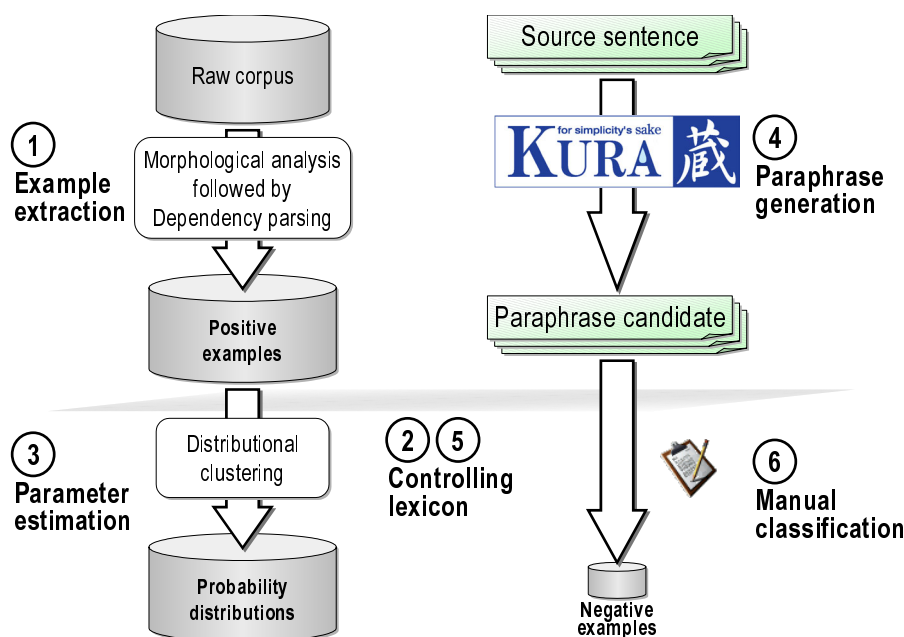 Raw corpus
1
Example
extraction
Morphological analysis
followed by
Dependency parsing
Positive
examples
3
Parameter
estimation
Distributional
clustering
Probability
distributions
2 5
Controlling
lexicon
Source sentence
for simplicity's sake
KURA 蔵
4
Paraphrase
generation
Paraphrase candidate
6
Manual
classification
Negative
examples